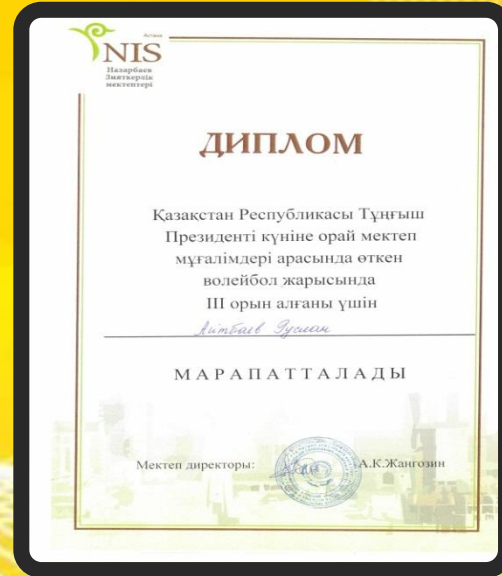 Астана
NIS
Назарбаев
Зияткерлік
мектептері
ДИПЛОМ
Қазақстан Республикасы Тұңғыш
Президенті күніне орай мектеп
мұғалімдері арасында өткен
волейбол жарысында
III орын алғаны үшін
Айтбаев Руслан
МАРАПАТТАЛАДЫ
Мектеп директоры:
А.К.Жангозин